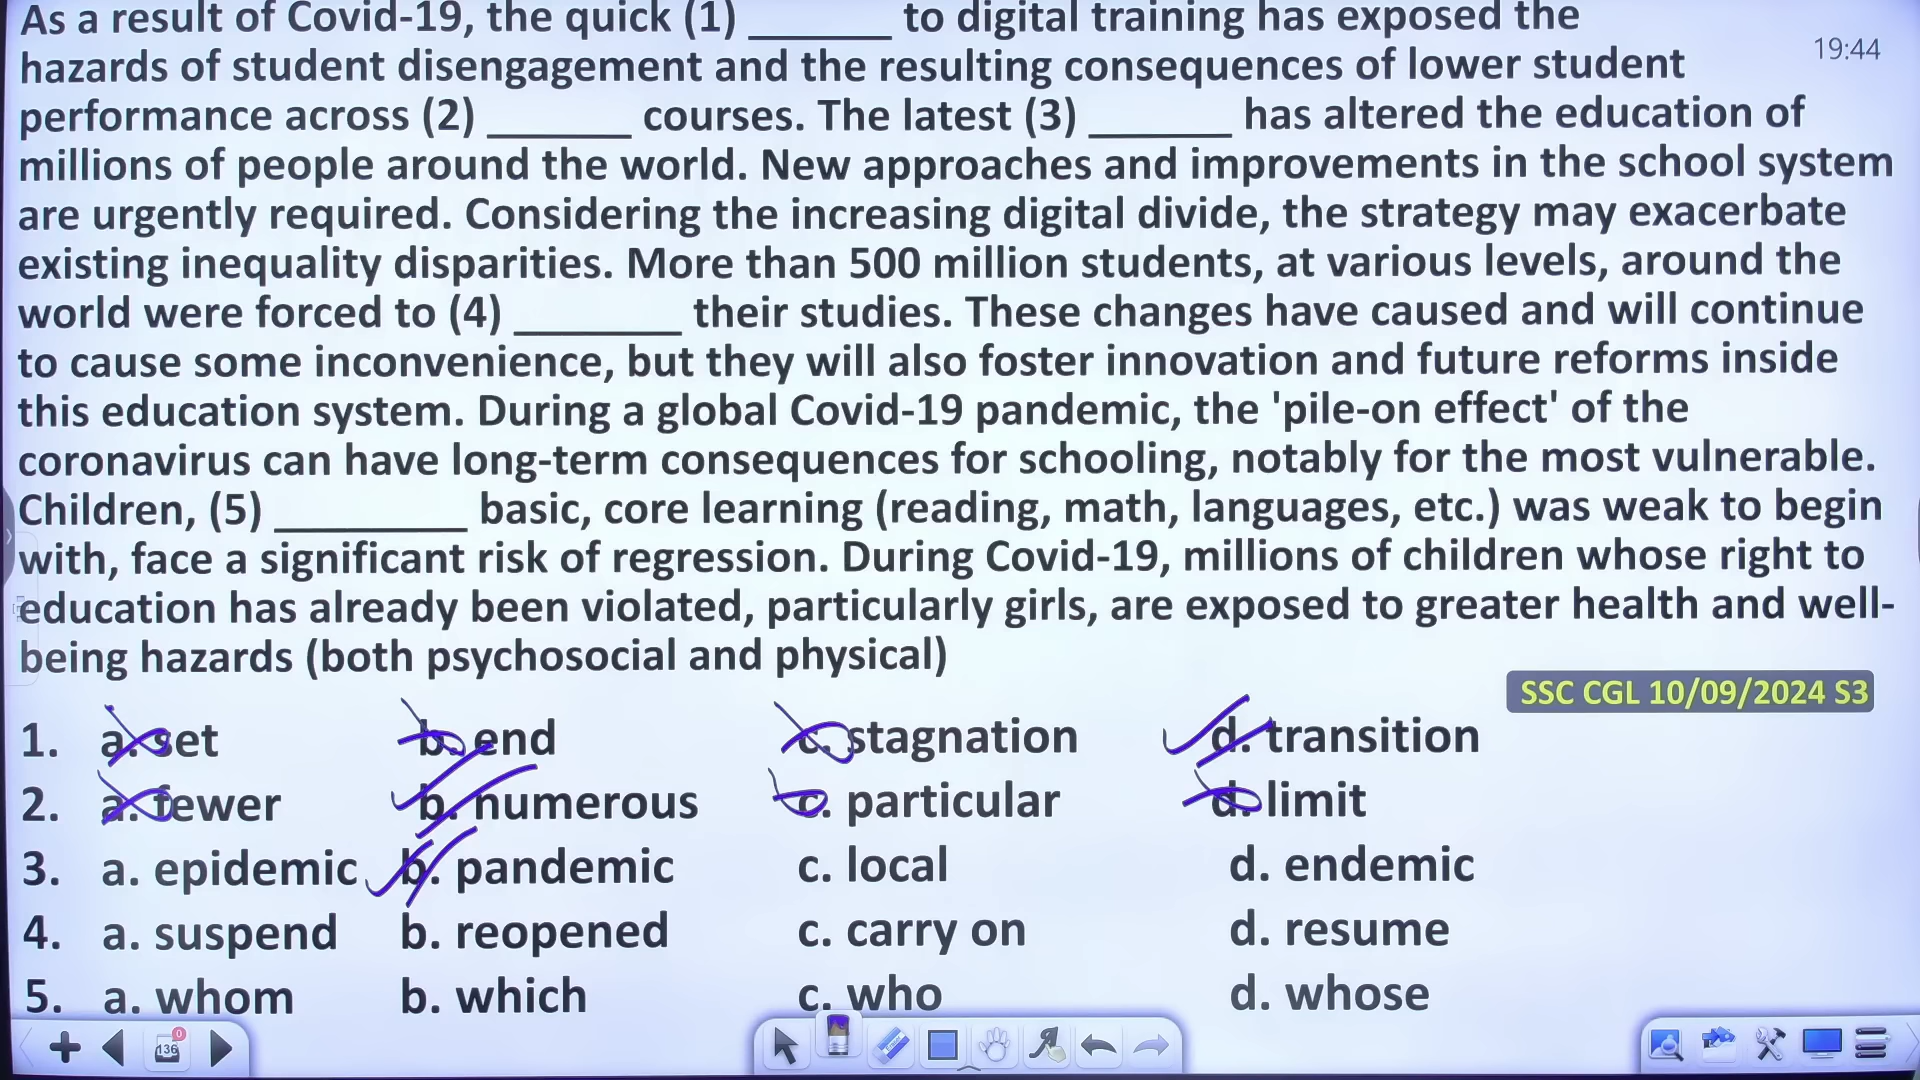 As a result of Covid-19, the quick (1) ______ to digital training has exposed the
19:44
hazards of student disengagement and the resulting consequences of lower student
performance across (2) ______ courses. The latest (3) ______ has altered the education of
millions of people around the world. New approaches and improvements in the school system
are urgently required. Considering the increasing digital divide, the strategy may exacerbate
existing inequality disparities. More than 500 million students, at various levels, around the
world were forced to (4) _______ their studies. These changes have caused and will continue
to cause some inconvenience, but they will also foster innovation and future reforms inside
this education system. During a global Covid-19 pandemic, the 'pile-on effect' of the
coronavirus can have long-term consequences for schooling, notably for the most vulnerable.
Children, (5) ________ basic, core learning (reading, math, languages, etc.) was weak to begin
with, face a significant risk of regression. During Covid-19, millions of children whose right to
education has already been violated, particularly girls, are exposed to greater health and well-
being hazards (both psychosocial and physical)
SSC CGL 10/09/2024 S3
1. a. set b. end c. stagnation d. transition
2. a. fewer b. numerous c. particular d. limit
3. a. epidemic b. pandemic c. local d. endemic
4. a. suspend b. reopened c. carry on d. resume
5. a. whom b. which c. who d. whose
0
136